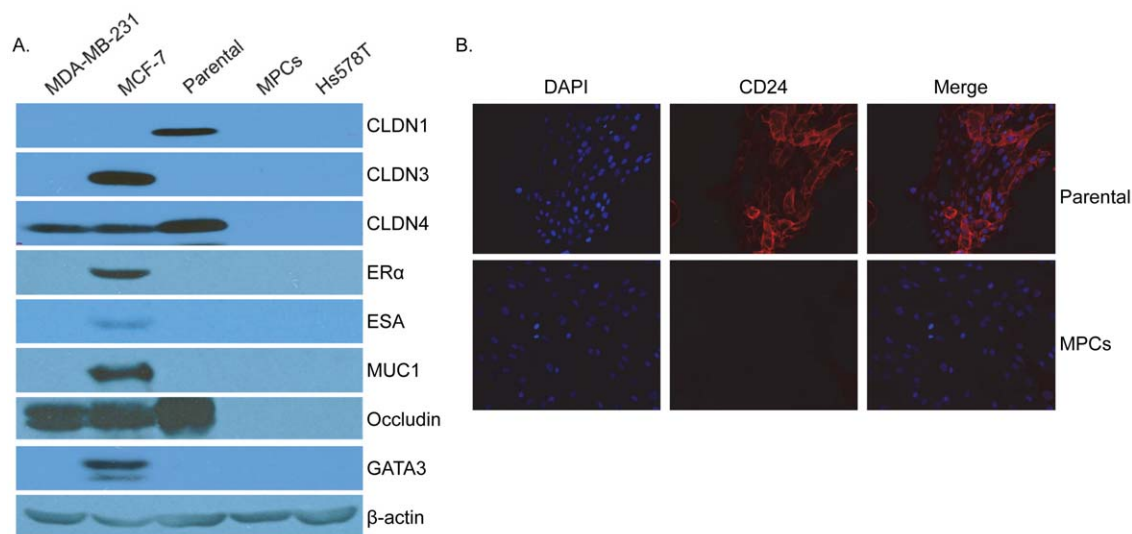 A.
MDA-MB-231
MCF-7
Parental
MPCs
Hs578T
CLDN1
CLDN3
CLDN4
ERα
ESA
MUC1
Occludin
GATA3
β-actin
B.
DAPI
CD24
Merge
Parental
MPCs